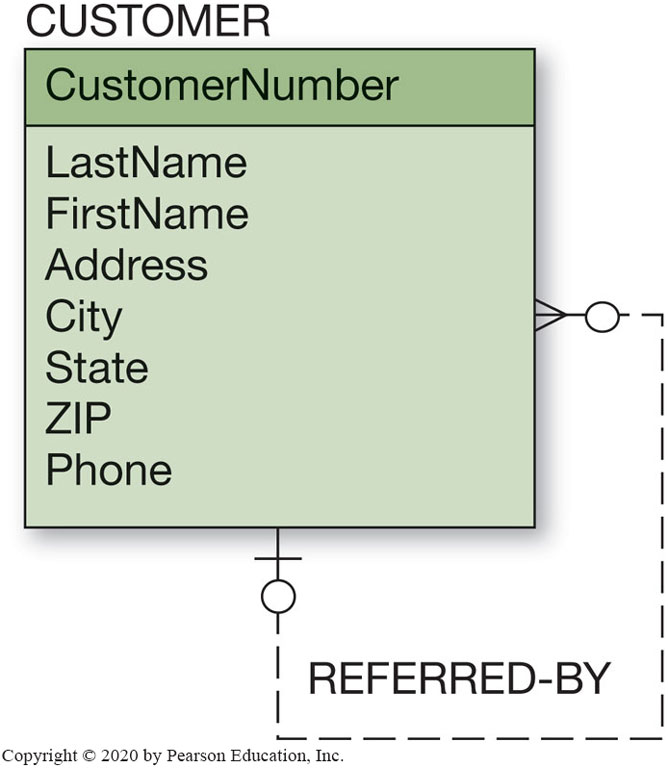 CUSTOMER
CustomerNumber
LastName
FirstName
Address
City
State
ZIP
Phone
REFERRED-BY
Copyright © 2020 by Pearson Education, Inc.